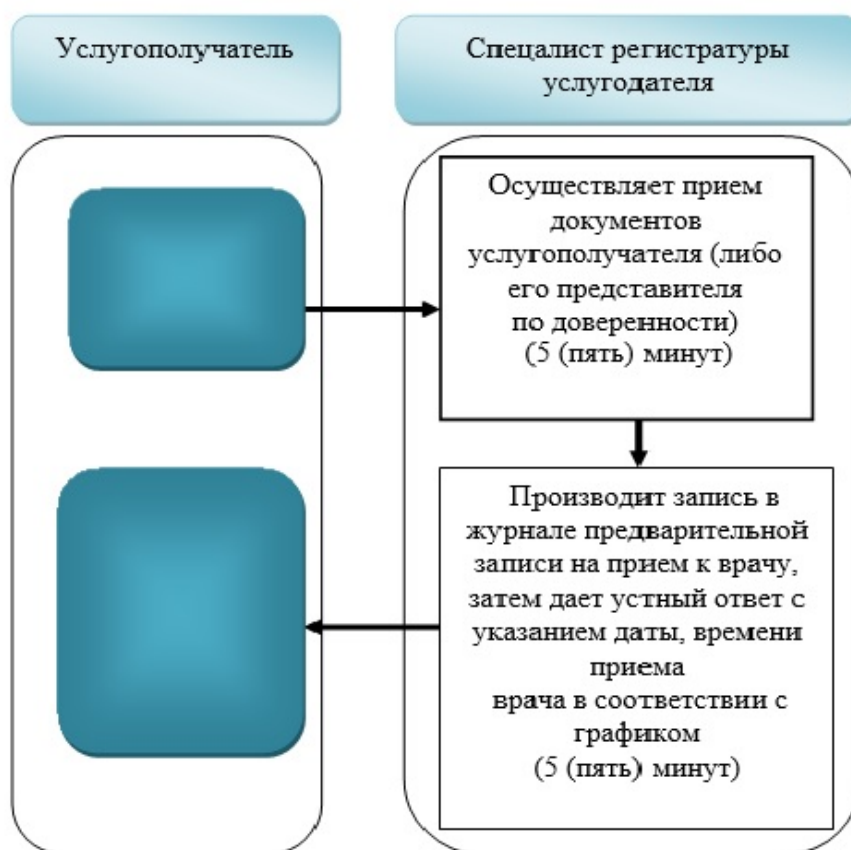 Услугополучатель
Спецалист регистратуры
услугодателя
Осуществляет прием
документов
услугополучателя (либо
его представителя
по доверенности)
(5 (пять) минут)
Производит запись в
журнале предварительной
записи на прием к врачу,
затем дает устный ответ с
указанием даты, времени
приема
врача в соответствии с
графиком
(5 (пять) минут)